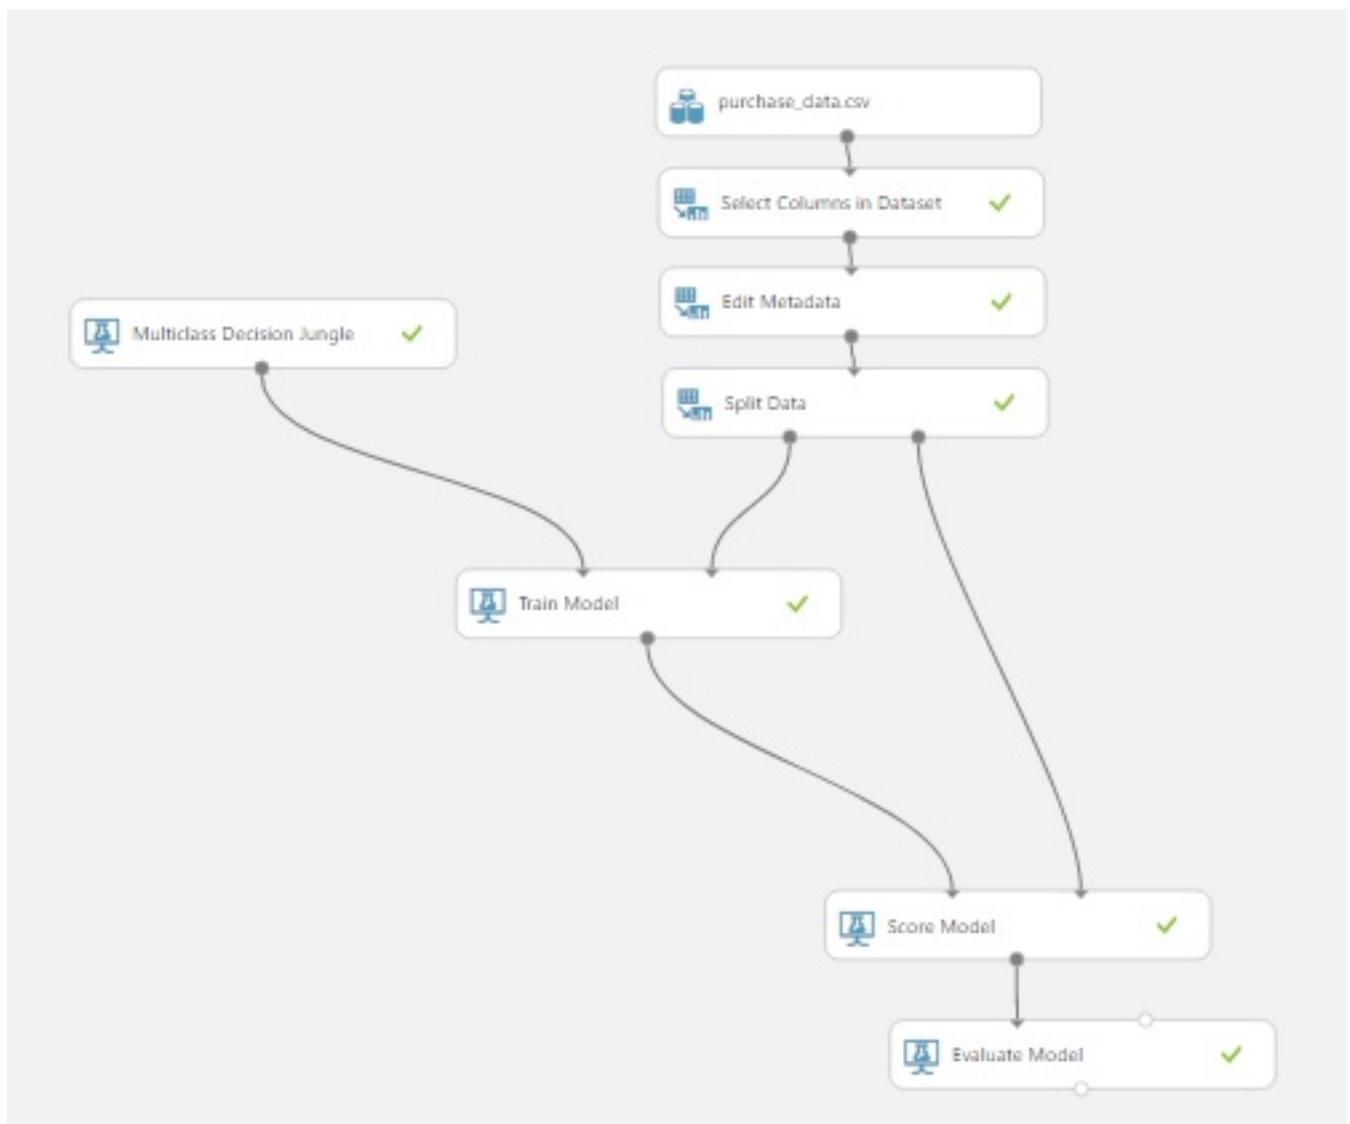 purchase_data.csv
Select Columns in Dataset
Edit Metadata
Multiclass Decision Jungle
Split Data
Train Model
Score Model
Evaluate Model